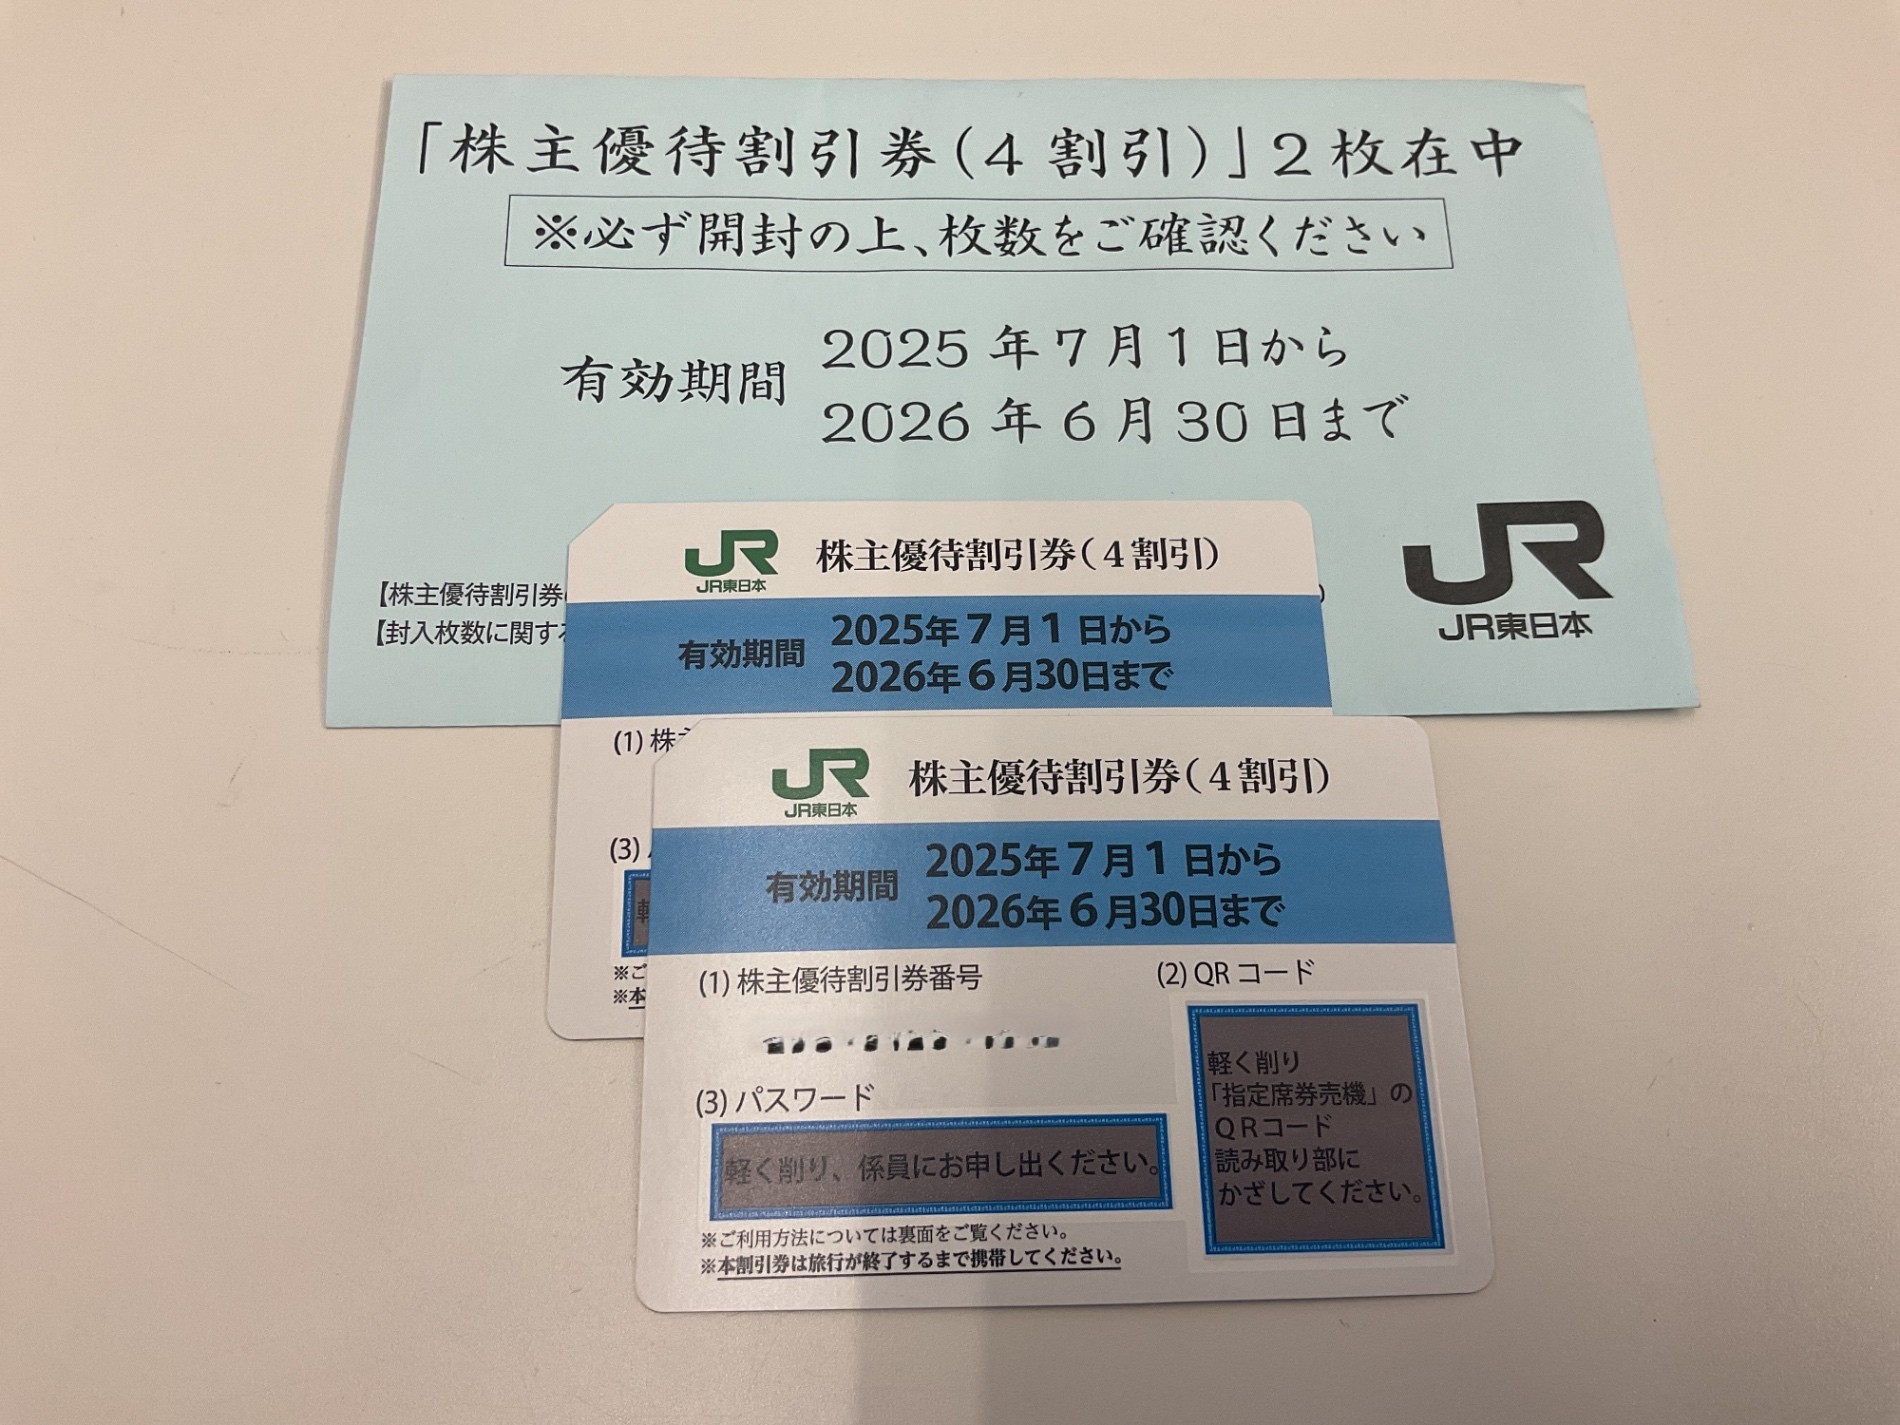 「株主優待割引券(4割引)」2枚在中
※必ず開封の上、枚数をご確認ください
有効期間
2025年7月1日から
2026年6月30日まで
JR
JR東日本
【株主優待割引券
【封入枚数に関す
JR
JR東日本
株主優待割引券(4割引)
有効期間
2025年7月1日から
2026年6月30日まで
(1) 株
(3)
軽
※ご
※本
JR
JR東日本
株主優待割引券(4割引)
有効期間
2025年7月1日から
2026年6月30日まで
(1) 株主優待割引券番号
(2) QRコード
(3) パスワード
軽く削り、係員にお申し出ください。
軽く削り
「指定席券売機」の
QRコード
読み取り部に
かざしてください。
※ご利用方法については裏面をご覧ください。
※本割引券は旅行が終了するまで携帯してください。